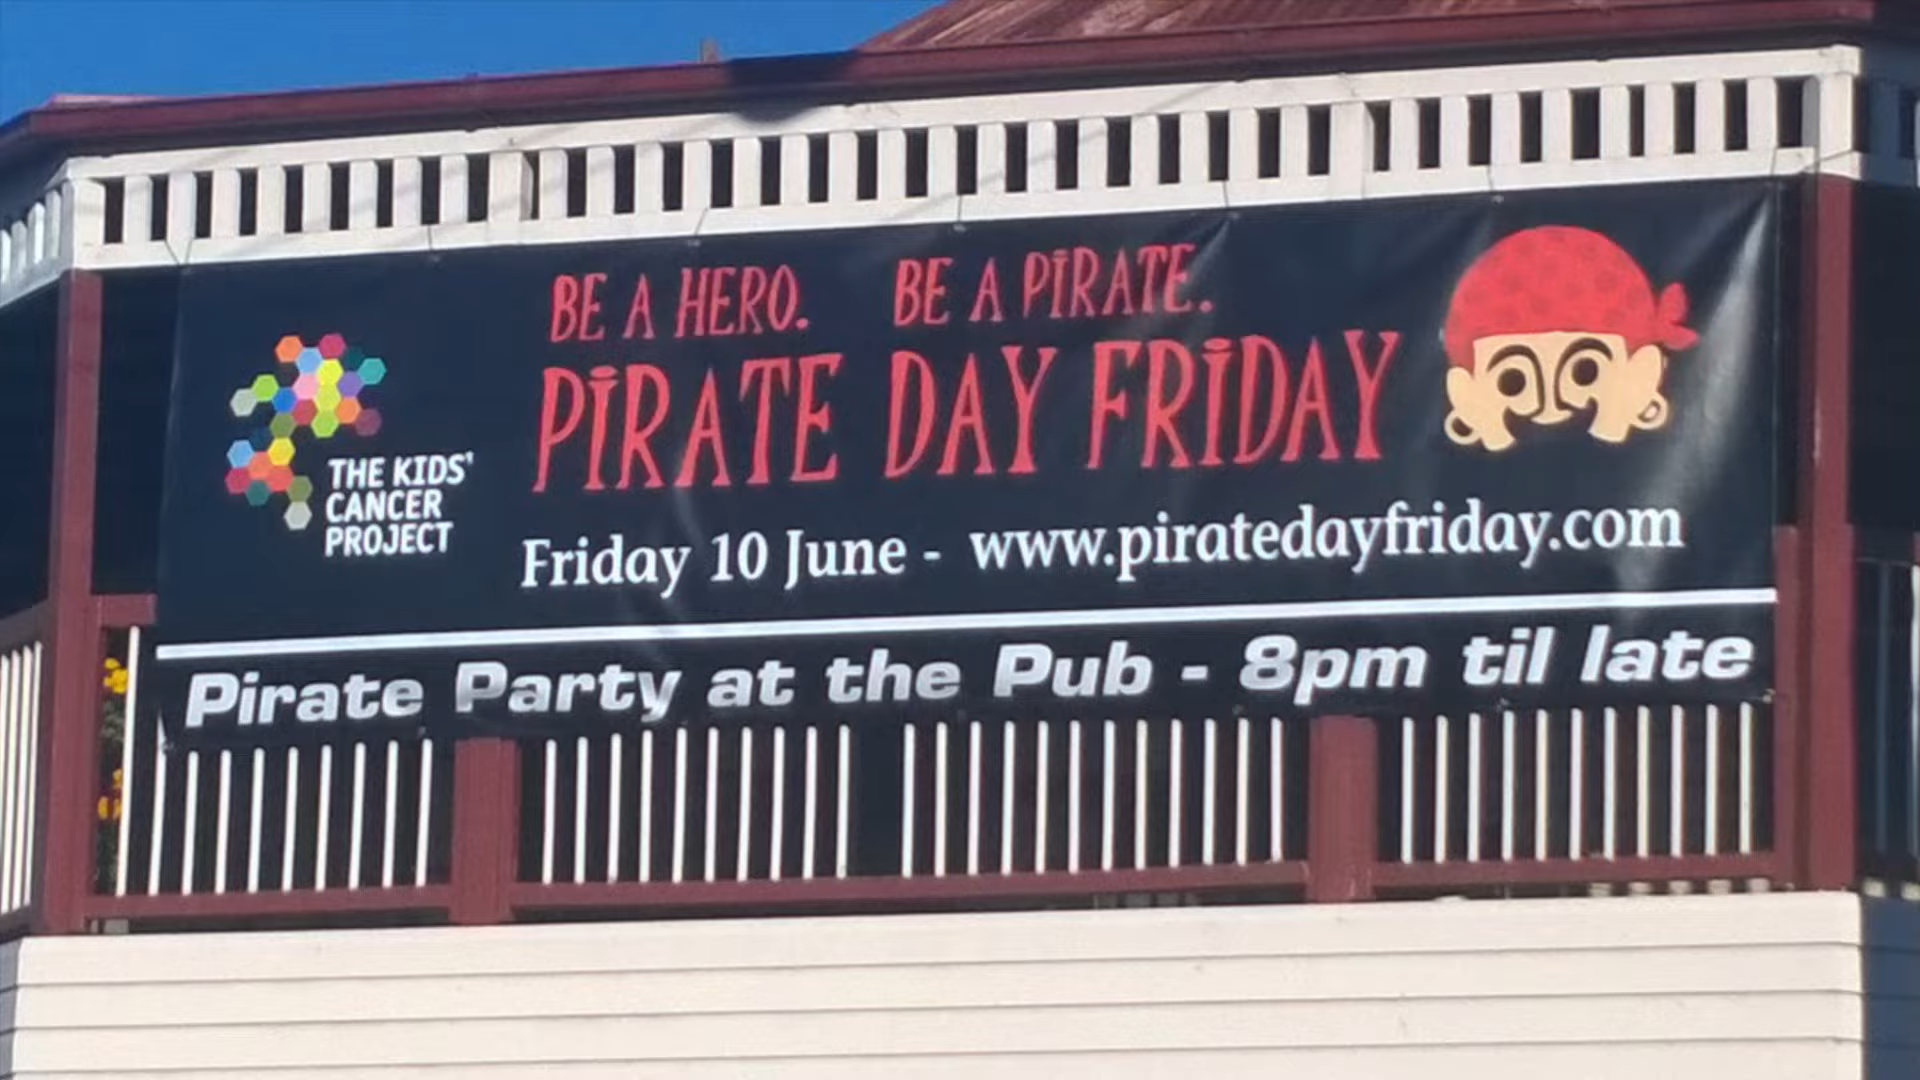 BE A HERO. BE A PIRATE.
PIRATE DAY FRIDAY
THE KIDS'
CANCER
PROJECT
Friday 10 June - www.piratedayfriday.com
Pirate Party at the Pub - 8pm til late